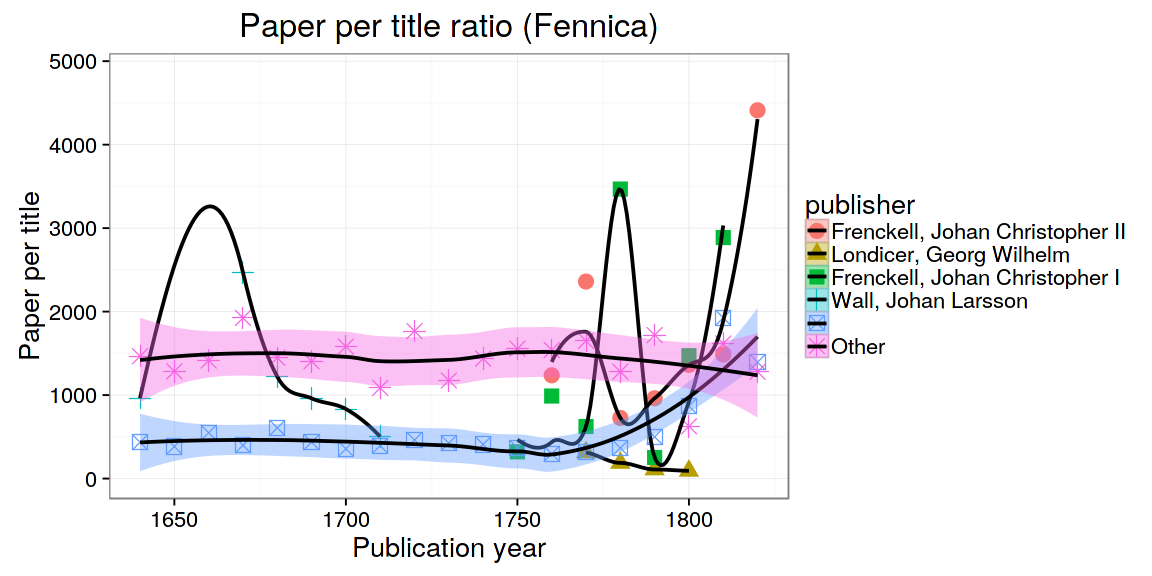 Paper per title ratio (Fennica)
5000
4000
3000
2000
1000
0
Paper per title
1650
1700
1750
1800
Publication year
publisher
Frenckell, Johan Christopher II
Londicer, Georg Wilhelm
Frenckell, Johan Christopher I
Wall, Johan Larsson
Other